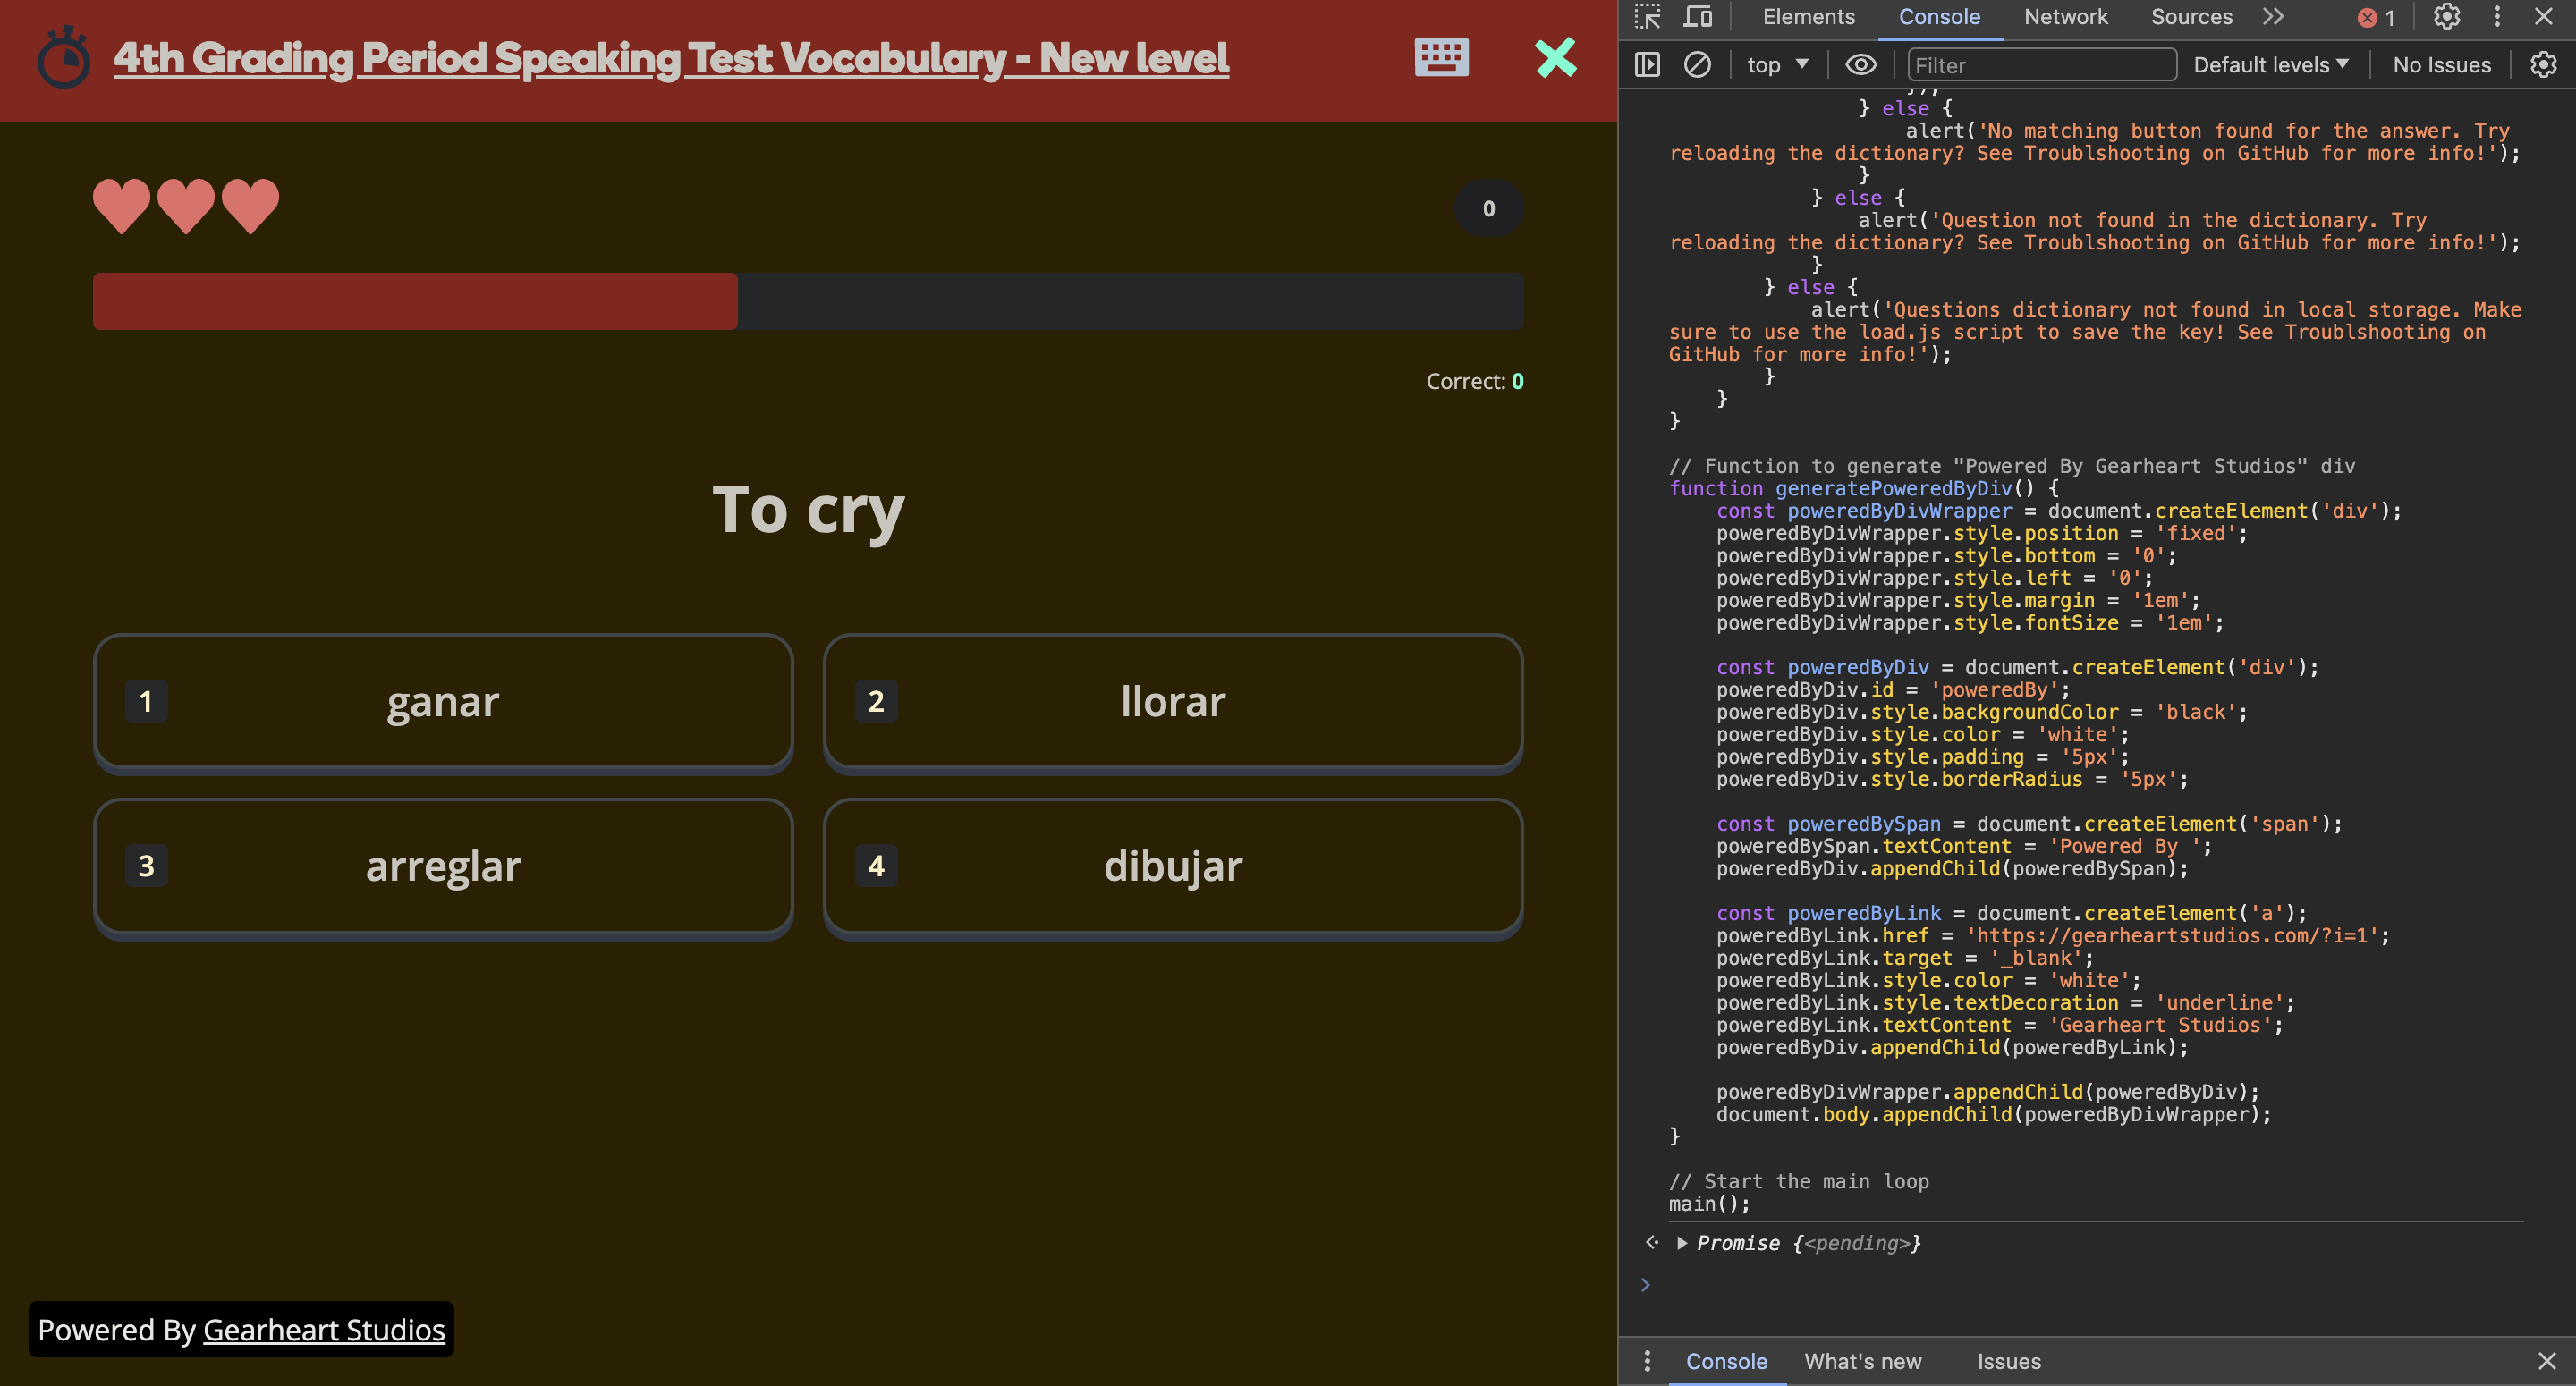 4th Grading Period Speaking Test Vocabulary - New level
0
Correct: 0
To cry
1 ganar
2 llorar
3 arreglar
4 dibujar
Powered By Gearheart Studios
Elements Console Network Sources 1
top Filter Default levels No Issues
});
} else {
alert('No matching button found for the answer. Try
reloading the dictionary? See Troublshooting on GitHub for more info!');
}
} else {
alert('Question not found in the dictionary. Try
reloading the dictionary? See Troublshooting on GitHub for more info!');
}
} else {
alert('Questions dictionary not found in local storage. Make
sure to use the load.js script to save the key! See Troublshooting on
GitHub for more info!');
}
}
}
// Function to generate "Powered By Gearheart Studios" div
function generatePoweredByDiv() {
const poweredByDivWrapper = document.createElement('div');
poweredByDivWrapper.style.position = 'fixed';
poweredByDivWrapper.style.bottom = '0';
poweredByDivWrapper.style.left = '0';
poweredByDivWrapper.style.margin = '1em';
poweredByDivWrapper.style.fontSize = '1em';
const poweredByDiv = document.createElement('div');
poweredByDiv.id = 'poweredBy';
poweredByDiv.style.backgroundColor = 'black';
poweredByDiv.style.color = 'white';
poweredByDiv.style.padding = '5px';
poweredByDiv.style.borderRadius = '5px';
const poweredBySpan = document.createElement('span');
poweredBySpan.textContent = 'Powered By ';
poweredByDiv.appendChild(poweredBySpan);
const poweredByLink = document.createElement('a');
poweredByLink.href = 'https://gearheartstudios.com/?i=1';
poweredByLink.target = '_blank';
poweredByLink.style.color = 'white';
poweredByLink.style.textDecoration = 'underline';
poweredByLink.textContent = 'Gearheart Studios';
poweredByDiv.appendChild(poweredByLink);
poweredByDivWrapper.appendChild(poweredByDiv);
document.body.appendChild(poweredByDivWrapper);
}
// Start the main loop
main();
Promise {<pending>}
Console What's new Issues